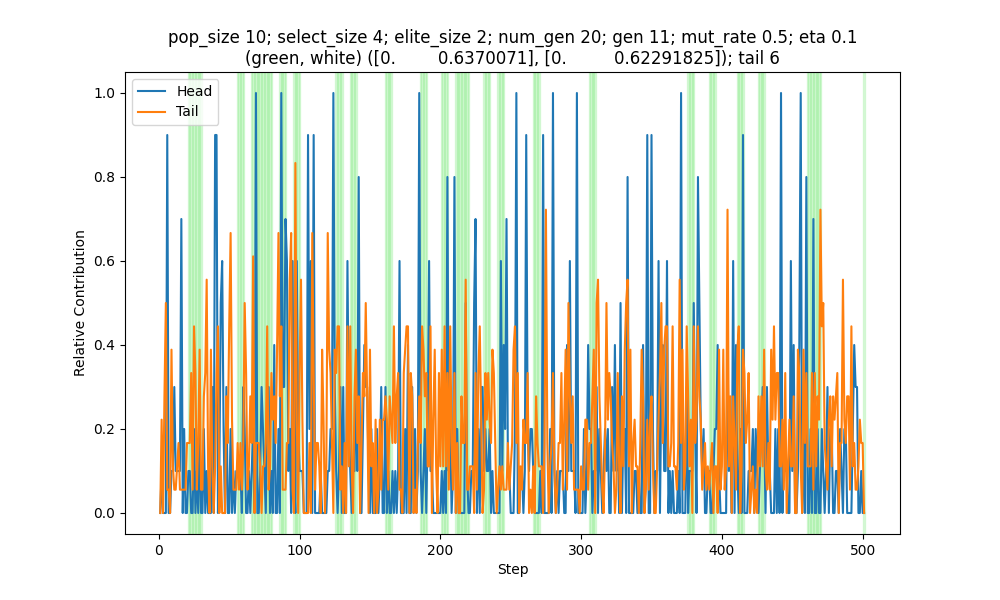 pop_size 10; select_size 4; elite_size 2; num_gen 20; gen 11; mut_rate 0.5; eta 0.1
(green, white) ([0.         0.6370071], [0.          0.62291825]); tail 6
Head
Tail
1.0
0.8
0.6
0.4
0.2
0.0
Relative Contribution
0
100
200
300
400
500
Step